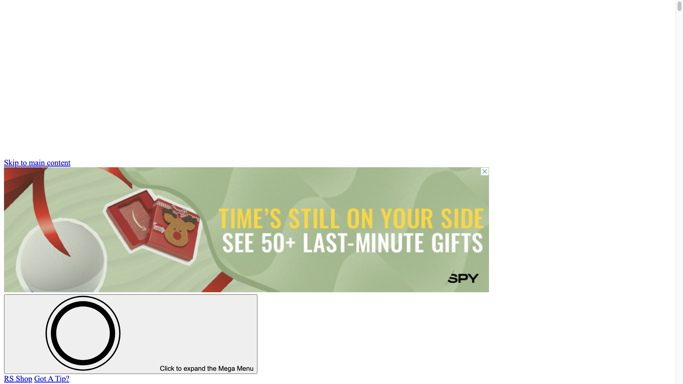 Skip to main content
TIME'S STILL ON YOUR SIDE
SEE 50+ LAST-MINUTE GIFTS
SPY
Click to expand the Mega Menu
RS Shop Got A Tip?